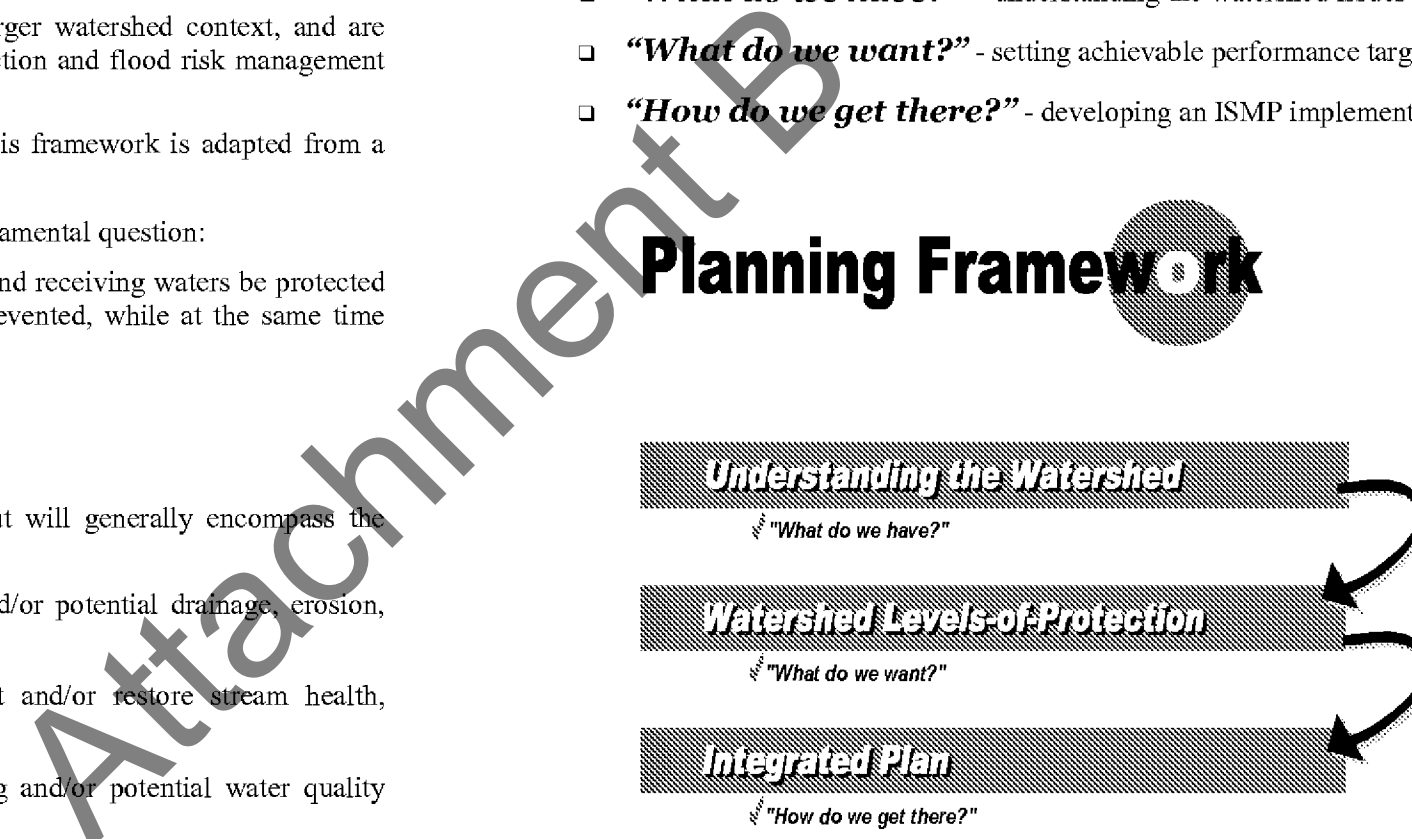 rger watershed context, and are
ction and flood risk management
is framework is adapted from a
amental question:
nd receiving waters be protected
evented, while at the same time
ut will generally encompass the
d/or potential drainage, erosion,
t and/or restore stream health,
g and/or potential water quality
❑ “What do we want?” - setting achievable performance targ
❑ “How do we get there?” - developing an ISMP implement
Planning Framework
Understanding the Watershed
"What do we have?"
Watershed Levels-of-Protection
"What do we want?"
Integrated Plan
"How do we get there?"
Attachment B